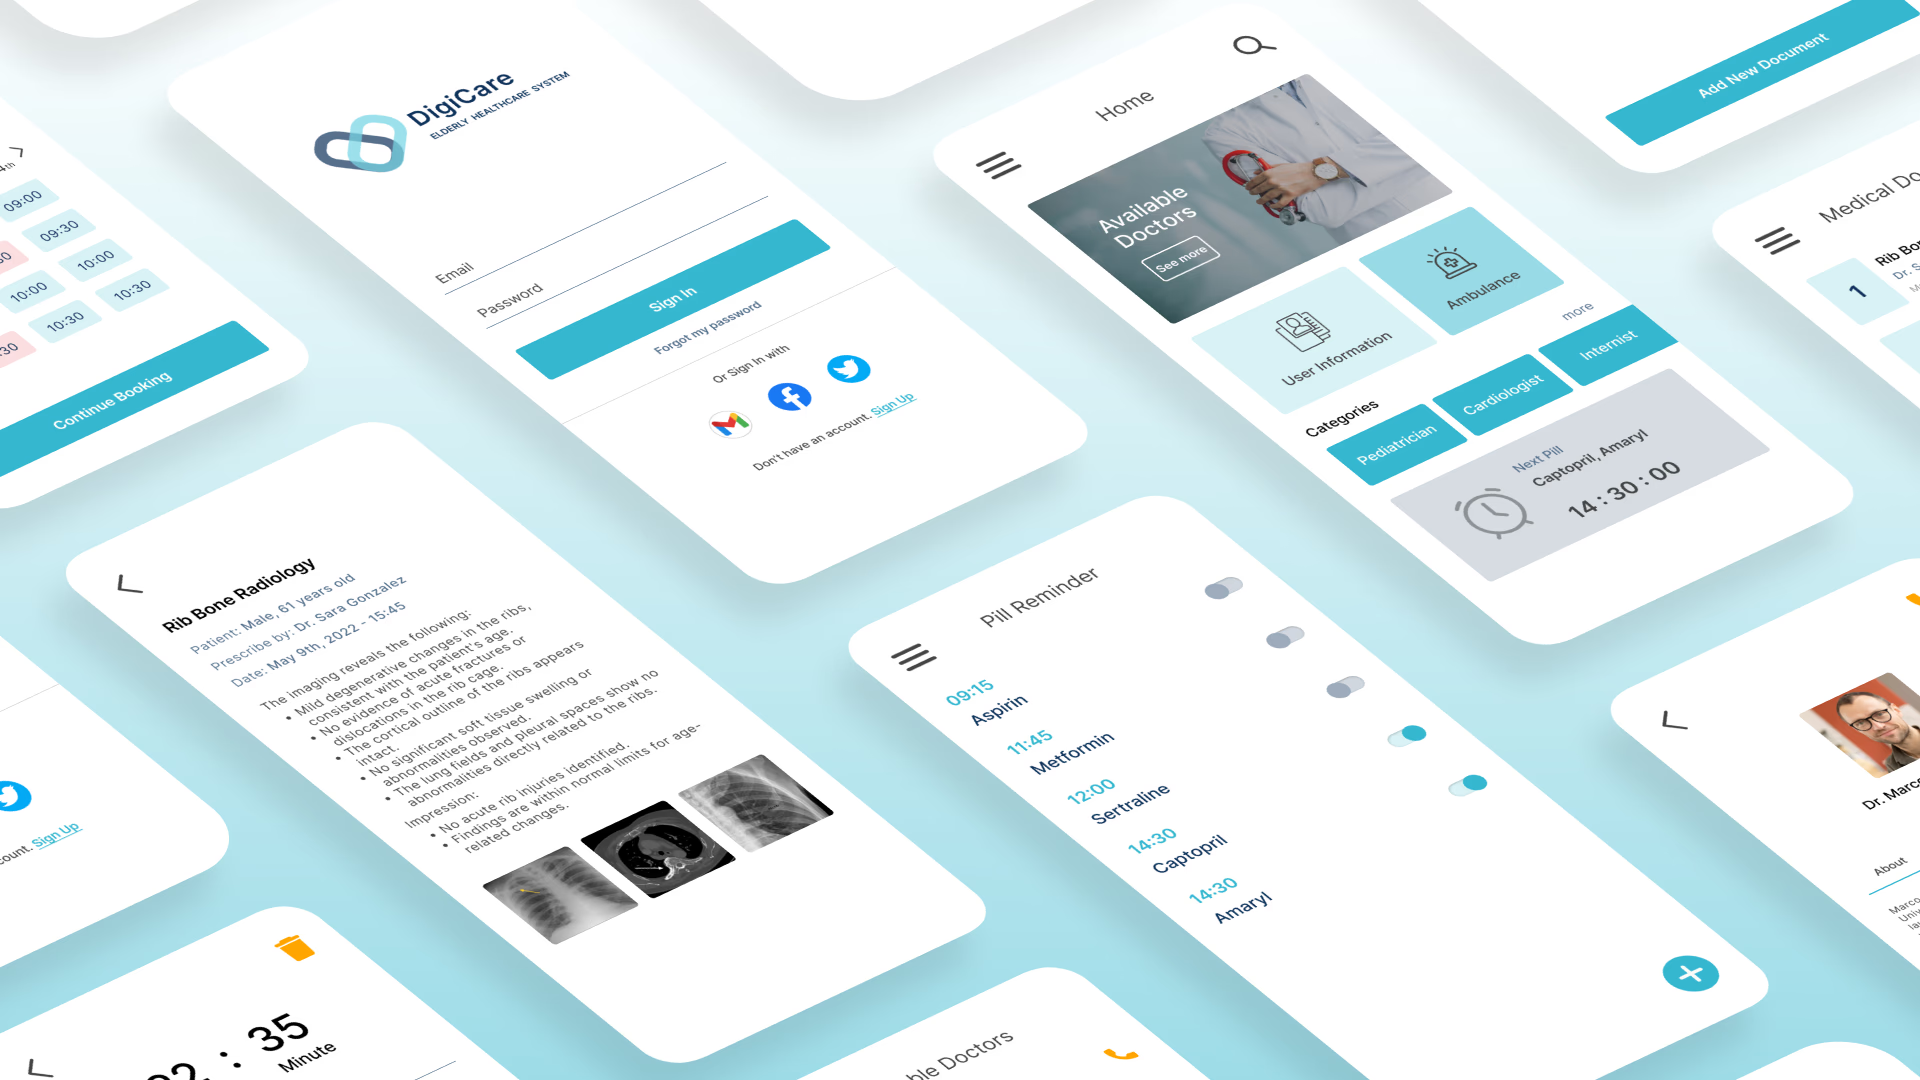 4th
09:00
09:30
10:00
10:00
10:30
10:30
Continue Booking
DigiCare
ELDERLY HEALTHCARE SYSTEM
Email
Password
Sign In
Forgot my password
Or Sign In with
Don't have an account. Sign Up
Home
Available
Doctors
See more
User Information
Ambulance
Categories
more
Pediatrician
Cardiologist
Internist
Next Pill
Captopril, Amaryl
14 : 30 : 00
Add New Document
Medical
1
Rib
Dr.
Rib Bone Radiology
Patient: Male, 61 years old
Prescribe by: Dr. Sara Gonzalez
Date: May 9th, 2022 - 15:45
The imaging reveals the following:
• Mild degenerative changes in the ribs,
consistent with the patient's age.
• No evidence of acute fractures or
dislocations in the rib cage.
• The cortical outline of the ribs appears
intact.
• No significant soft tissue swelling or
abnormalities observed.
• The lung fields and pleural spaces show no
abnormalities directly related to the ribs.
Impression:
• No acute rib injuries identified.
• Findings are within normal limits for age-
related changes.
Pill Reminder
09:15
Aspirin
11:45
Metformin
12:00
Sertraline
14:30
Captopril
14:30
Amaryl
Dr. Marco
About
Marco
Sign Up
: 35
Minute
Doctors